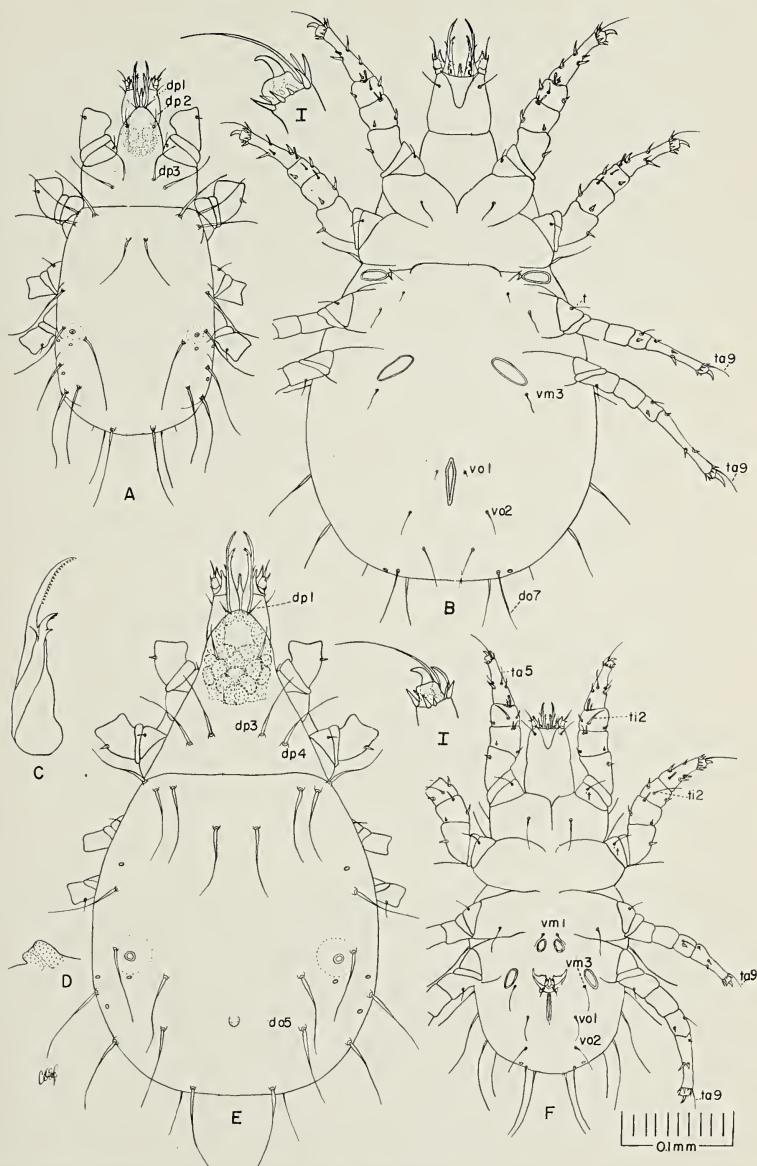 dp1
dp2
I
dp3
t
ta9
vm3
ta9
A
vo1
vo2
B
do7
dp1
C
I
ta5
dp3
ti2
dp4
ti2
t
t
vm1
D
vm3
ta9
vo1
do5
vo2
E
F
ta9
0.1mm